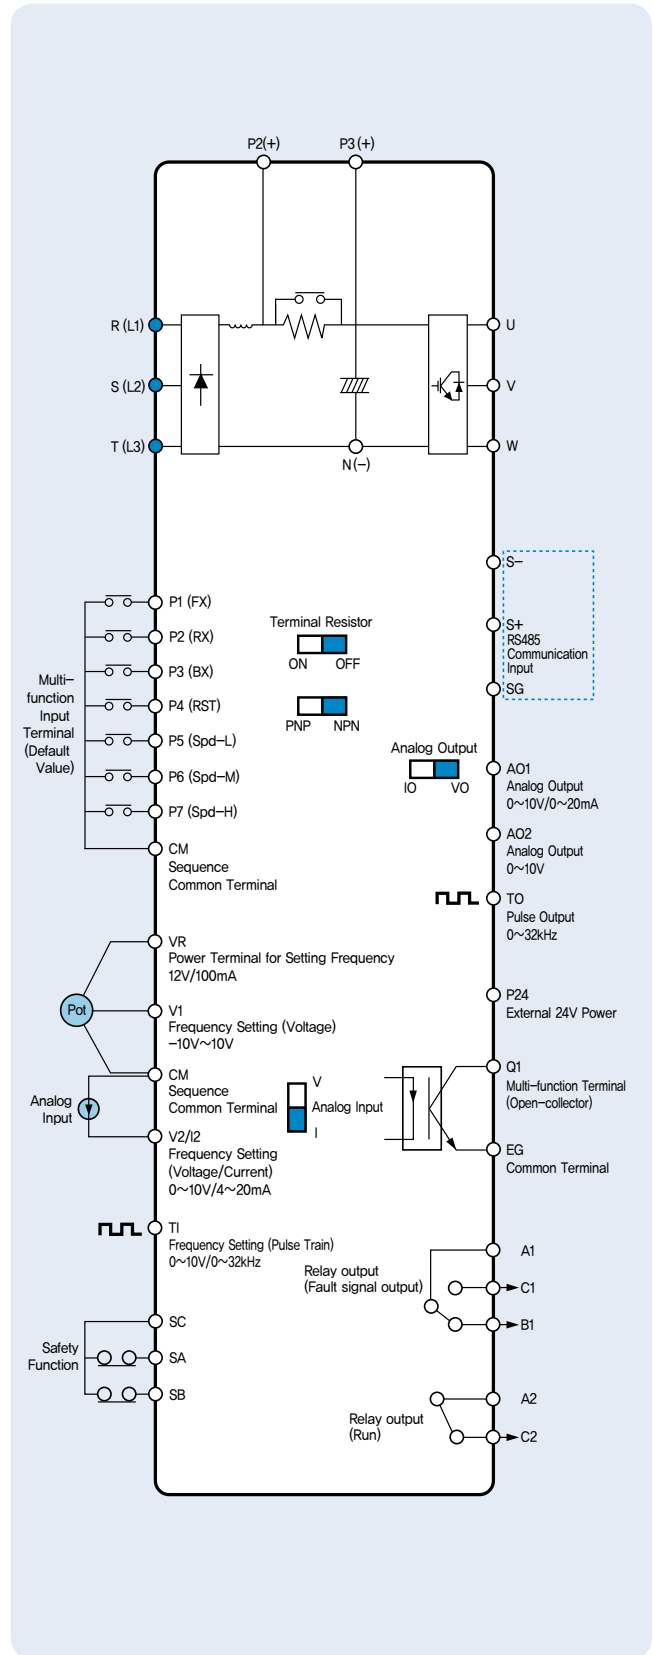 P2(+)
P3 (+)
R (L1)
U
S (L2)
V
T (L3)
W
N (−)
S−
S+
RS485
Communication
Input
SG
P1 (FX)
P2 (RX)
P3 (BX)
P4 (RST)
P5 (Spd−L)
P6 (Spd−M)
P7 (Spd−H)
CM
Sequence
Common Terminal
Multi−
function
Input
Terminal
(Default
Value)
Terminal Resistor
ON OFF
PNP NPN
Analog Output
IO VO
AO1
Analog Output
0~10V/0~20mA
AO2
Analog Output
0~10V
TO
Pulse Output
0~32kHz
VR
Power Terminal for Setting Frequency
12V/100mA
Pot
V1
Frequency Setting (Voltage)
−10V~10V
P24
External 24V Power
CM
Sequence
Common Terminal
Analog
Input
V
Analog Input
I
V2/I2
Frequency Setting
(Voltage/Current)
0~10V/4~20mA
Q1
Multi−function Terminal
(Open−collector)
EG
Common Terminal
TI
Frequency Setting (Pulse Train)
0~10V/0~32kHz
Relay output
(Fault signal output)
A1
C1
B1
SC
Safety
Function
SA
SB
Relay output
(Run)
A2
C2